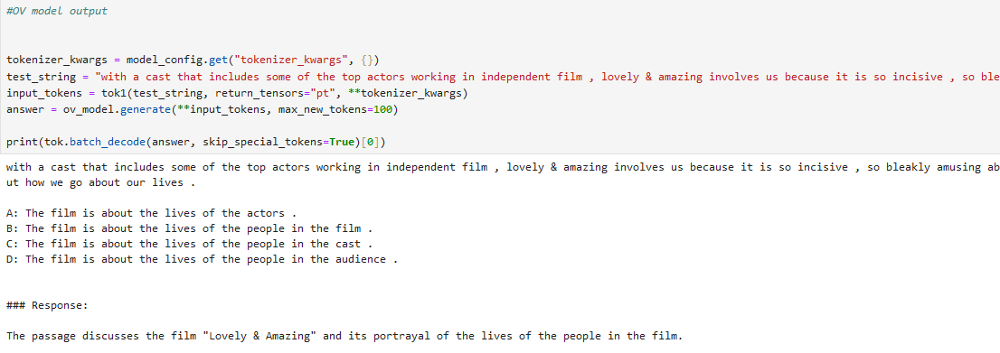 #OV model output
tokenizer_kwargs = model_config.get("tokenizer_kwargs", {})
test_string = "with a cast that includes some of the top actors working in independent film , lovely & amazing involves us because it is so incisive , so ble
input_tokens = tok1(test_string, return_tensors="pt", **tokenizer_kwargs)
answer = ov_model.generate(**input_tokens, max_new_tokens=100)
print(tok.batch_decode(answer, skip_special_tokens=True)[0])
with a cast that includes some of the top actors working in independent film , lovely & amazing involves us because it is so incisive , so bleakly amusing ab
ut how we go about our lives .
A: The film is about the lives of the actors .
B: The film is about the lives of the people in the film .
C: The film is about the lives of the people in the cast .
D: The film is about the lives of the people in the audience .
### Response:
The passage discusses the film "Lovely & Amazing" and its portrayal of the lives of the people in the film.